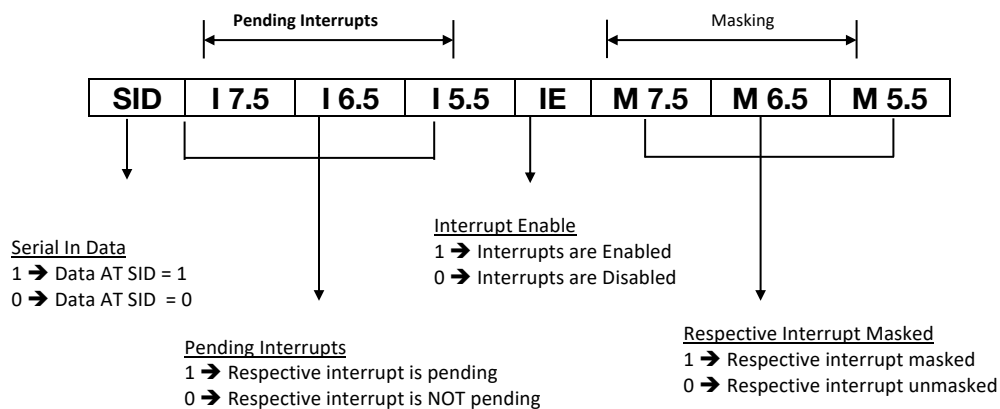 Pending Interrupts Masking
SID I 7.5 I 6.5 I 5.5 IE M 7.5 M 6.5 M 5.5
Interrupt Enable
1 ➔ Interrupts are Enabled
0 ➔ Interrupts are Disabled
Serial In Data
1 ➔ Data AT SID = 1
0 ➔ Data AT SID = 0
Respective Interrupt Masked
1 ➔ Respective interrupt masked
0 ➔ Respective interrupt unmasked
Pending Interrupts
1 ➔ Respective interrupt is pending
0 ➔ Respective interrupt is NOT pending